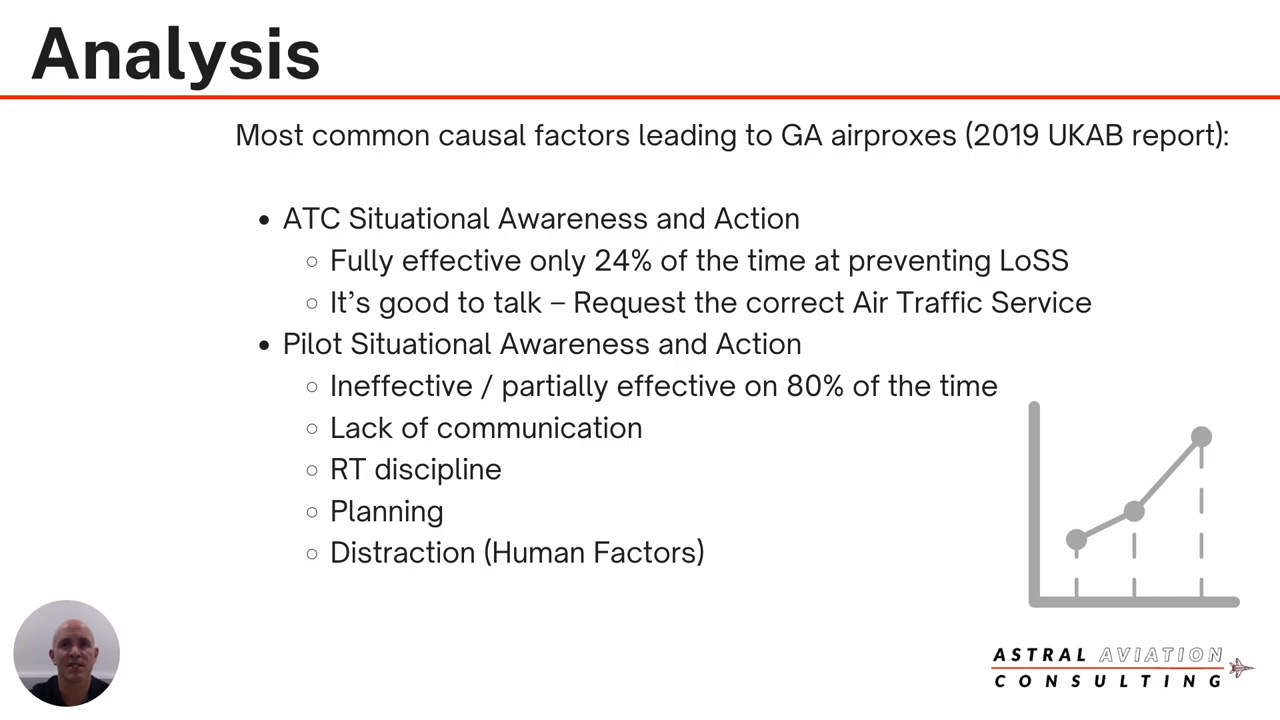 Analysis
Most common causal factors leading to GA airproxes (2019 UKAB report):
ATC Situational Awareness and Action
Fully effective only 24% of the time at preventing LoSS
It’s good to talk – Request the correct Air Traffic Service
Pilot Situational Awareness and Action
Ineffective / partially effective on 80% of the time
Lack of communication
RT discipline
Planning
Distraction (Human Factors)
ASTRAL AVIATION
CONSULTING